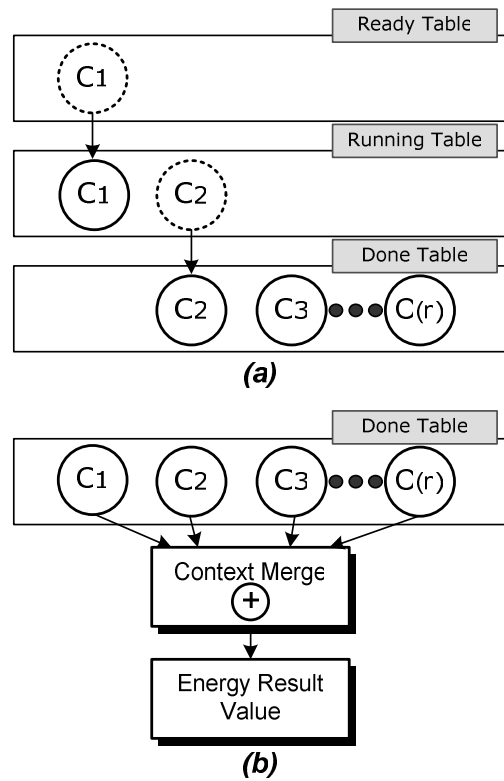 Ready Table
C1
Running Table
C1 C2
Done Table
C2 C3 C(r)
(a)
Done Table
C1 C2 C3 C(r)
Context Merge
+
Energy Result
Value
(b)